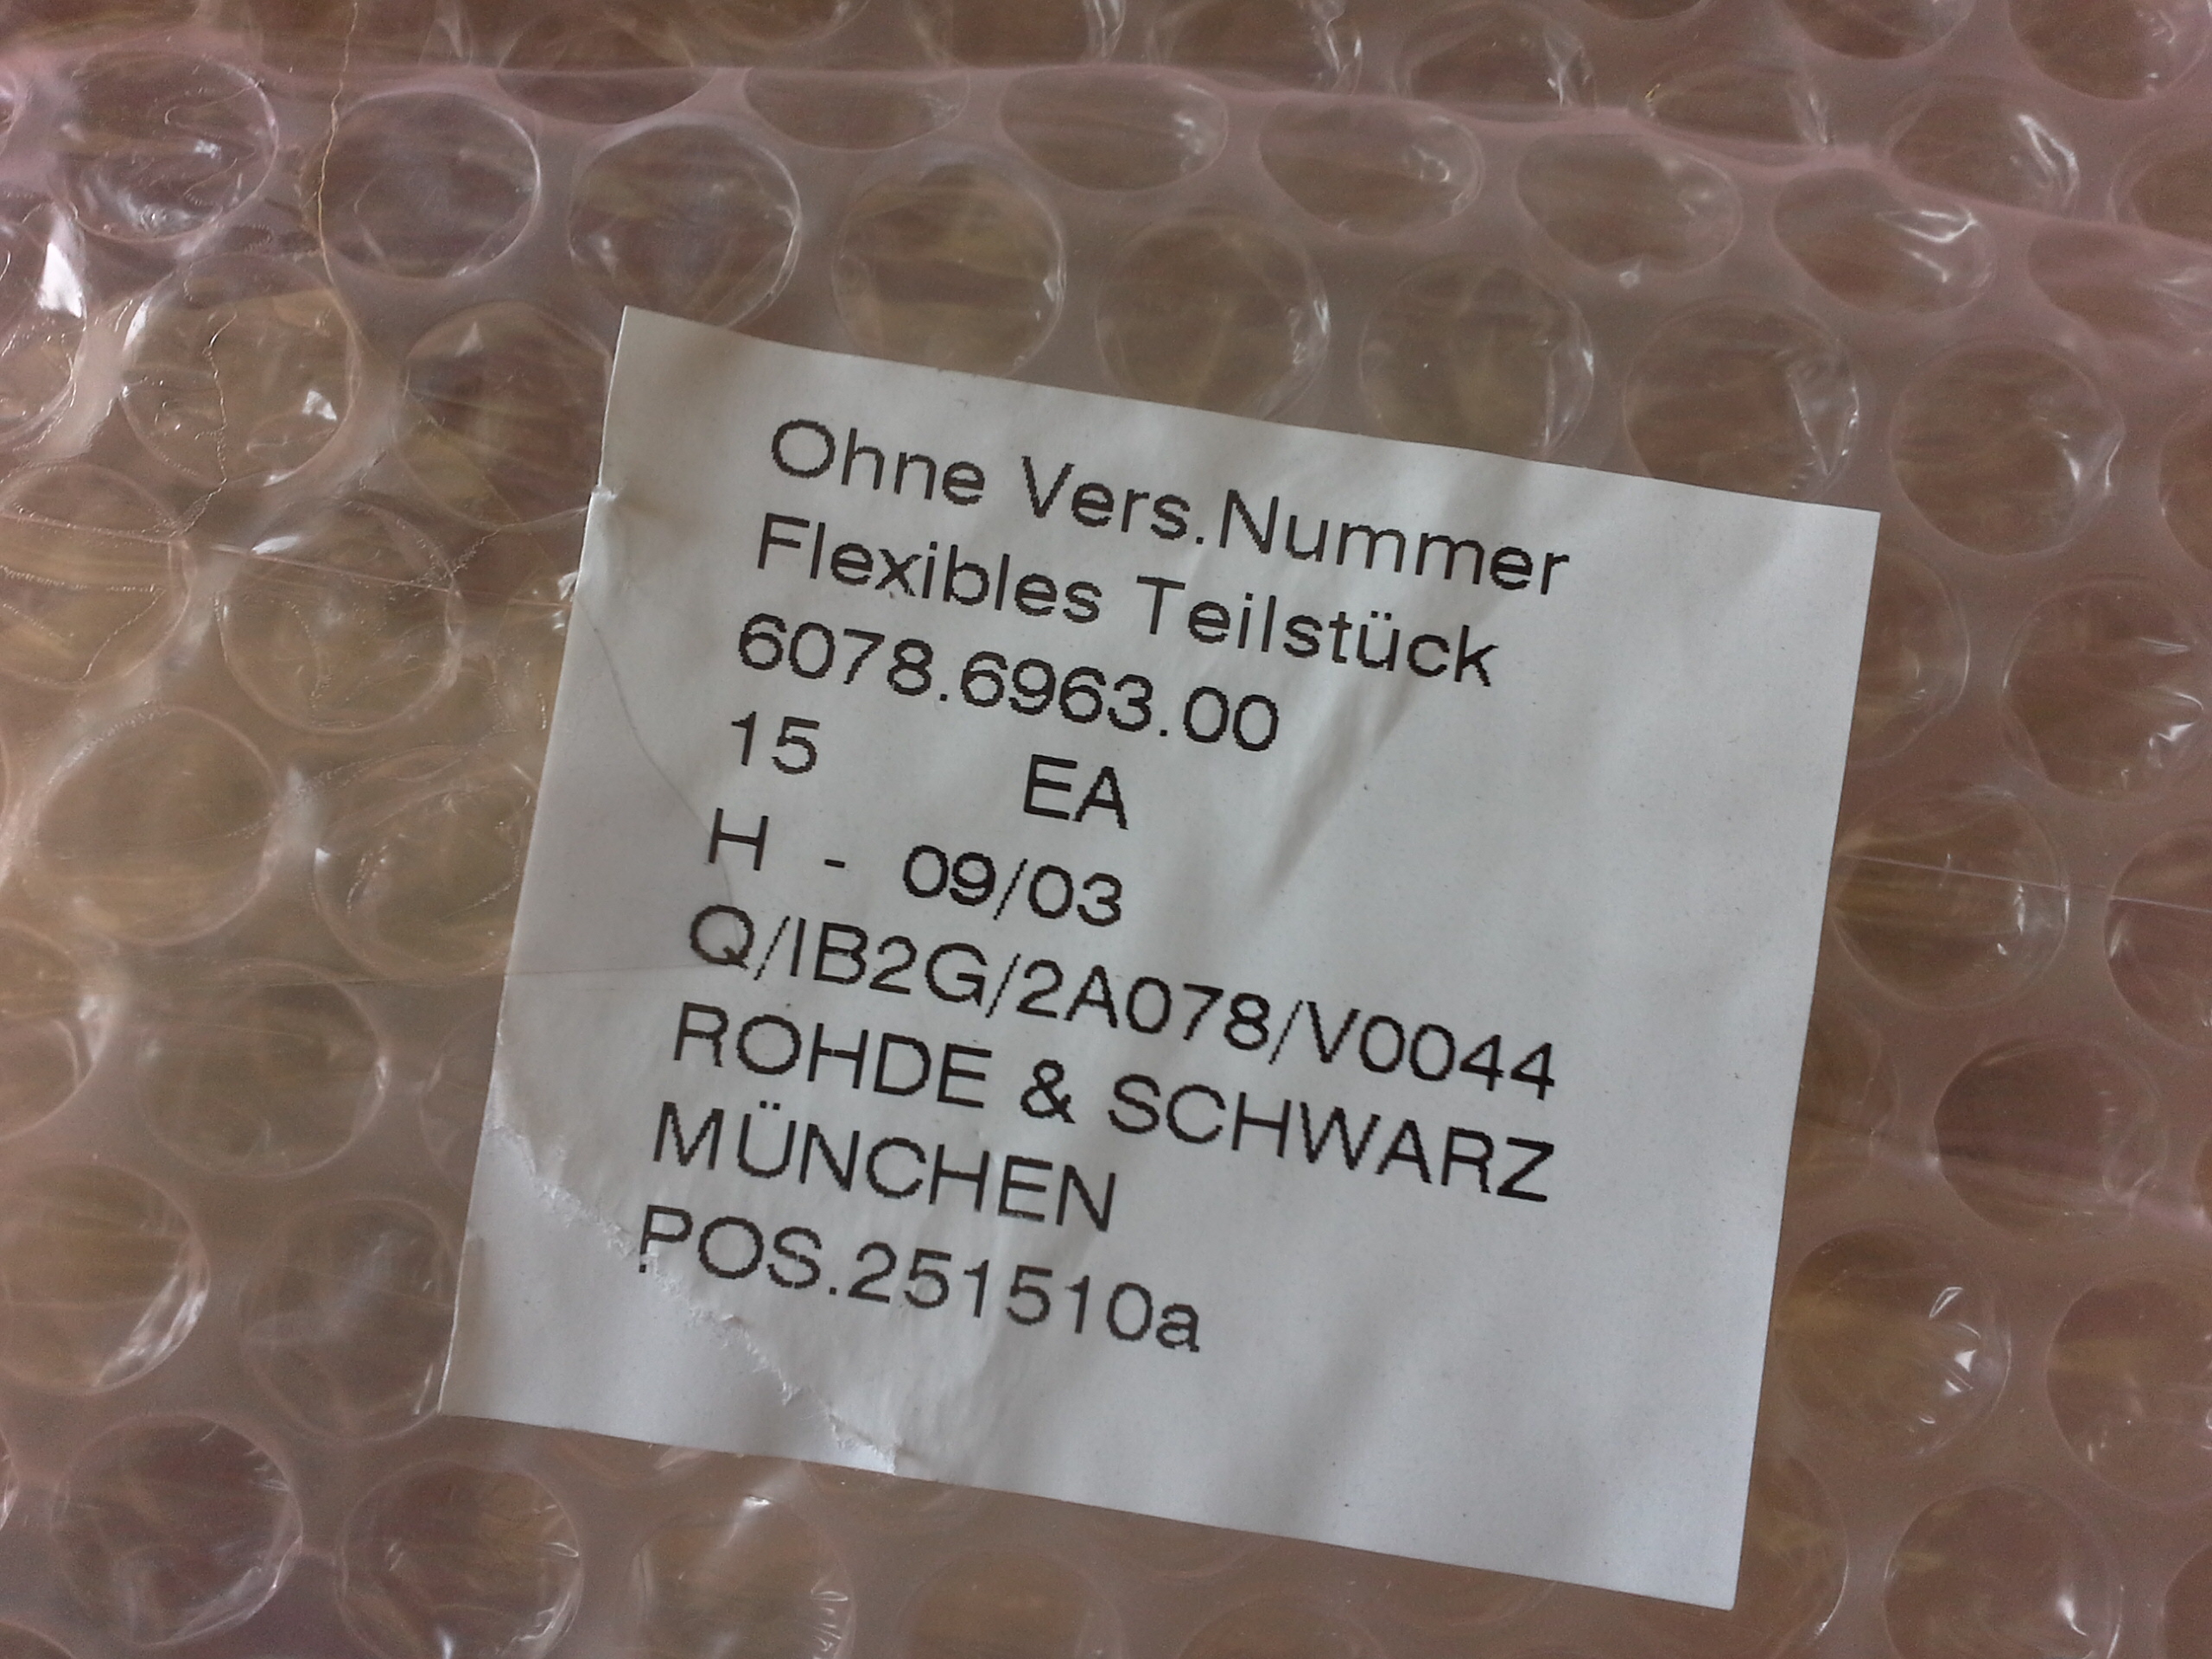 Ohne Vers.Nummer
Flexibles Teilstück
6078.6963.00
15 EA
H - 09/03
Q/IB2G/2A078/V0044
ROHDE & SCHWARZ
MÜNCHEN
POS.251510a